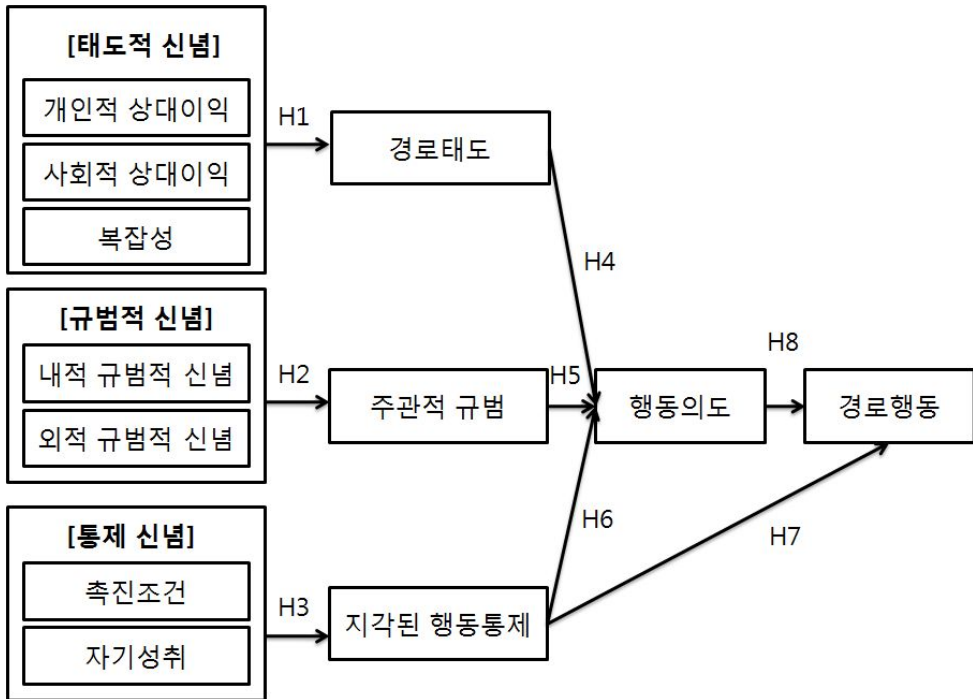 [태도적 신념]
개인적 상대이익
사회적 상대이익
복잡성
H1
경로태도
H4
[규범적 신념]
내적 규범적 신념
외적 규범적 신념
H2
주관적 규범
H5
행동의도
H8
경로행동
[통제 신념]
촉진조건
자기성취
H3
지각된 행동통제
H6
H7